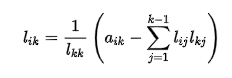 l_{ik} = \frac{1}{l_{kk}} \left( a_{ik} - \sum_{j=1}^{k-1} l_{ij} l_{kj} \right)